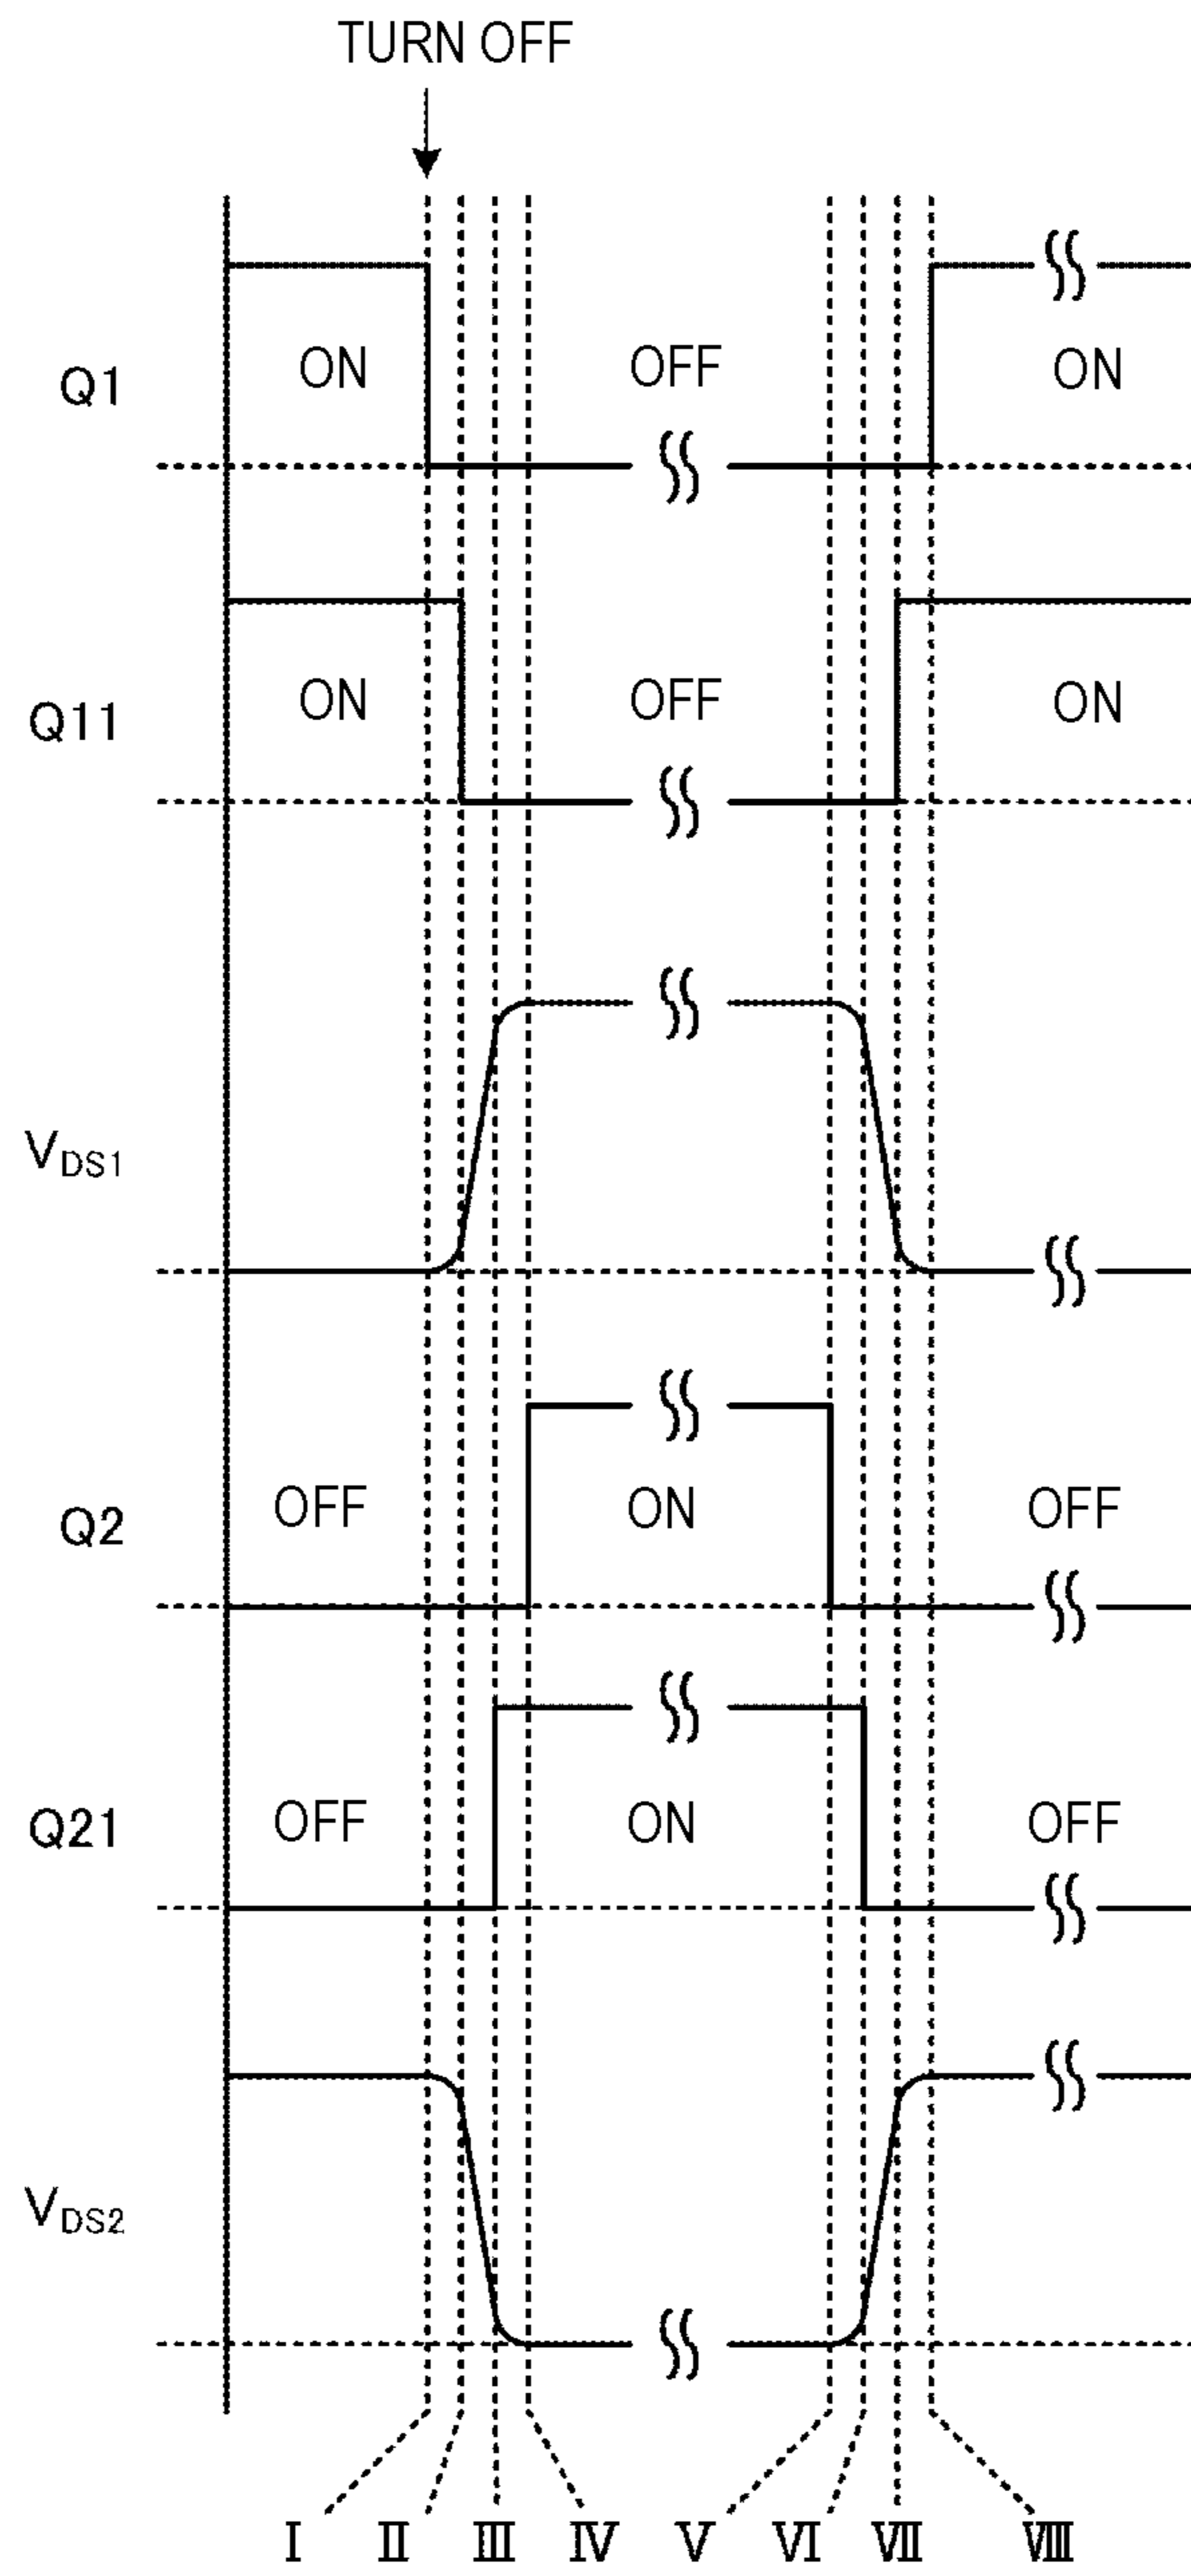 TURN OFF
Q1 ON OFF ON
Q11 ON OFF ON
VDS1
Q2 OFF ON OFF
Q21 OFF ON OFF
VDS2
Ⅰ Ⅱ Ⅲ Ⅳ Ⅴ Ⅵ Ⅶ Ⅷ